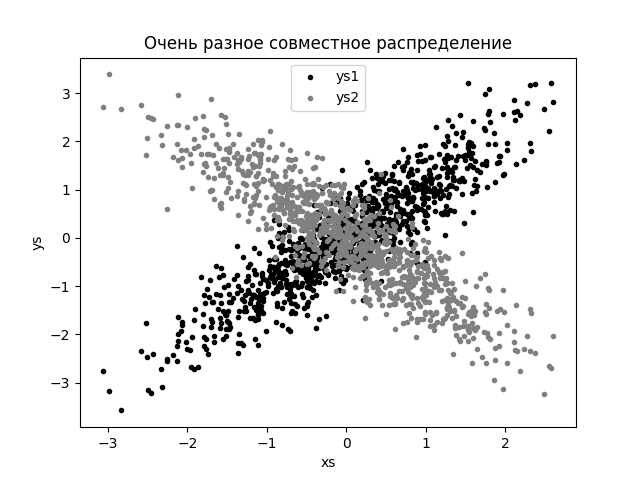 Очень разное совместное распределение
ys1
ys2
ys
3
2
1
0
−1
−2
−3
−3
−2
−1
0
1
2
xs